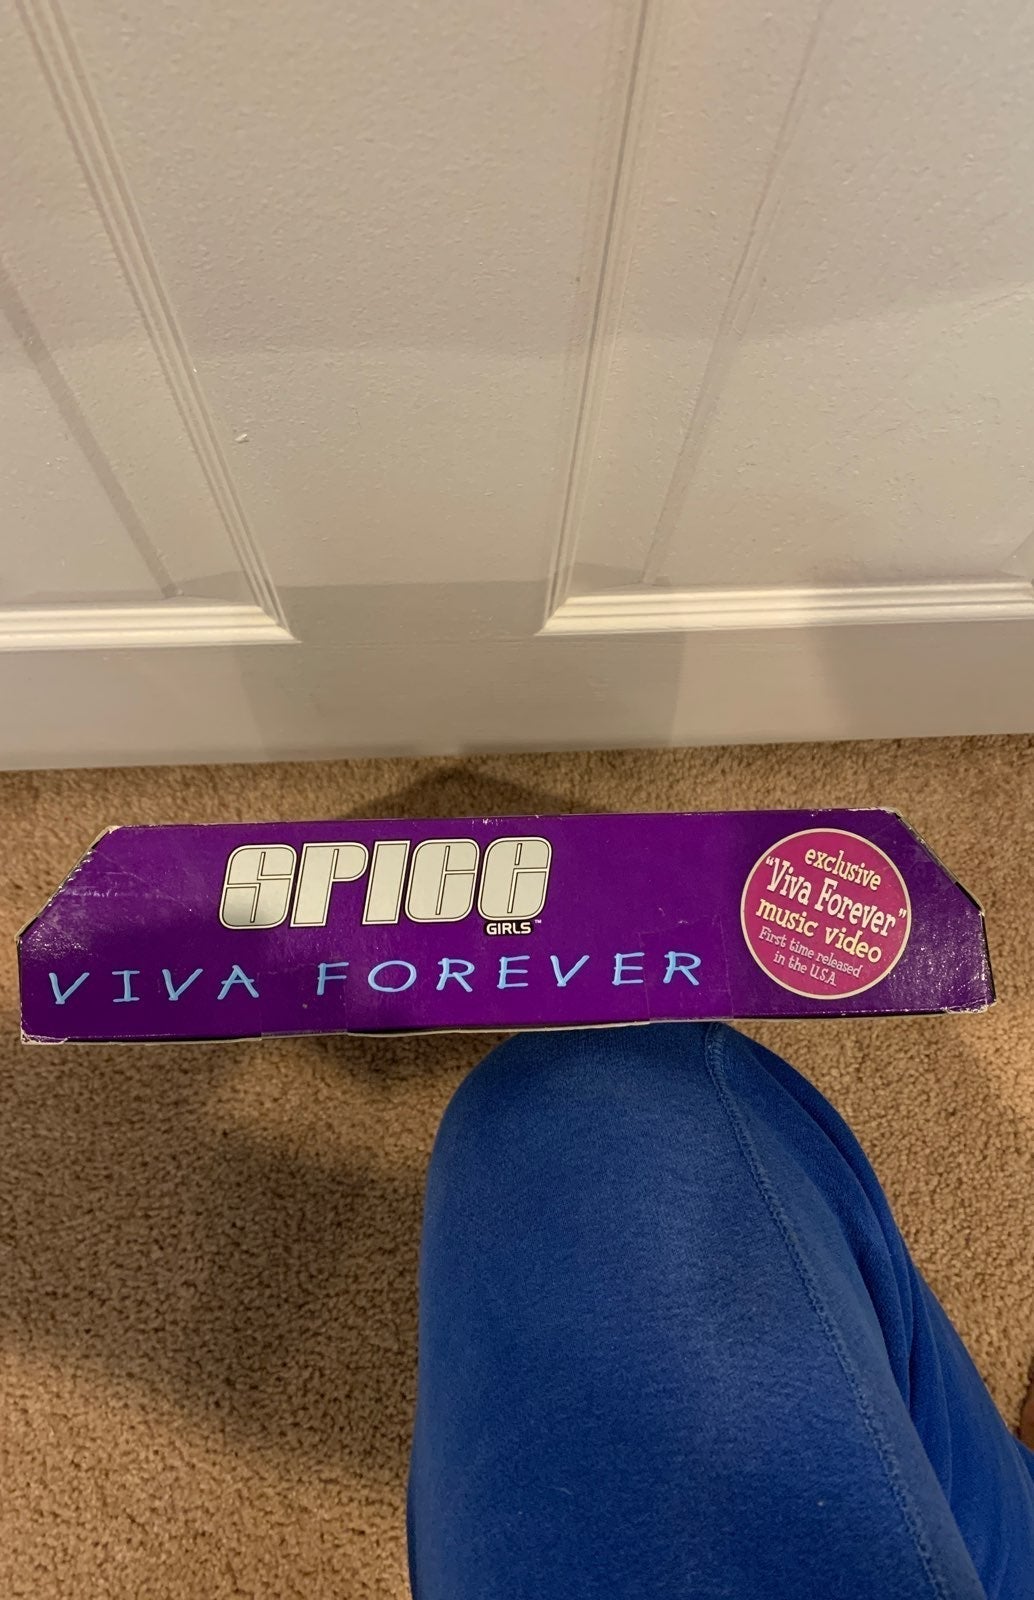 SPICE
GIRLS™
VIVA FOREVER
exclusive
"Viva Forever"
music video
First time released
in the U.S.A